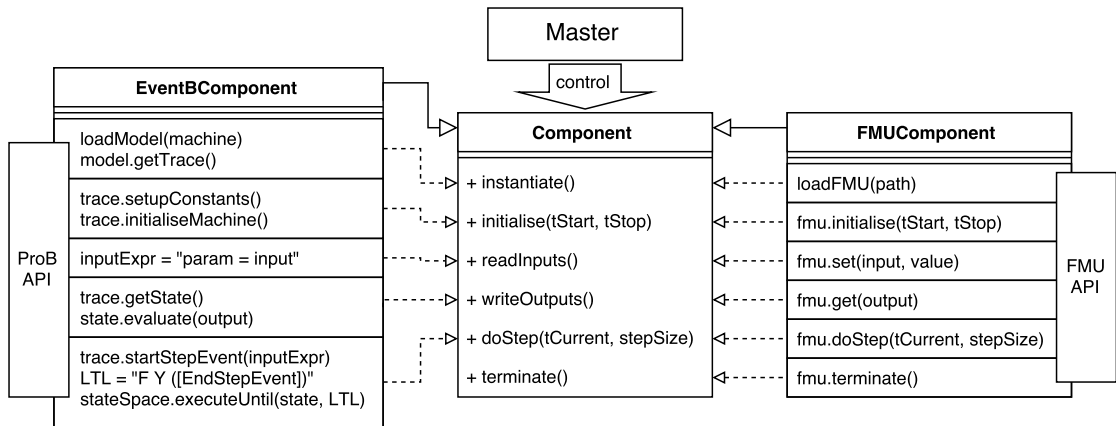 Master
control
EventBComponent
loadModel(machine)
model.getTrace()
trace.setupConstants()
trace.initialiseMachine()
inputExpr = "param = input"
trace.getState()
state.evaluate(output)
trace.startStepEvent(inputExpr)
LTL = "F Y ([EndStepEvent])"
stateSpace.executeUntil(state, LTL)
ProB
API
Component
+ instantiate()
+ initialise(tStart, tStop)
+ readInputs()
+ writeOutputs()
+ doStep(tCurrent, stepSize)
+ terminate()
FMUComponent
loadFMU(path)
fmu.initialise(tStart, tStop)
fmu.set(input, value)
fmu.get(output)
fmu.doStep(tCurrent, stepSize)
fmu.terminate()
FMU
API